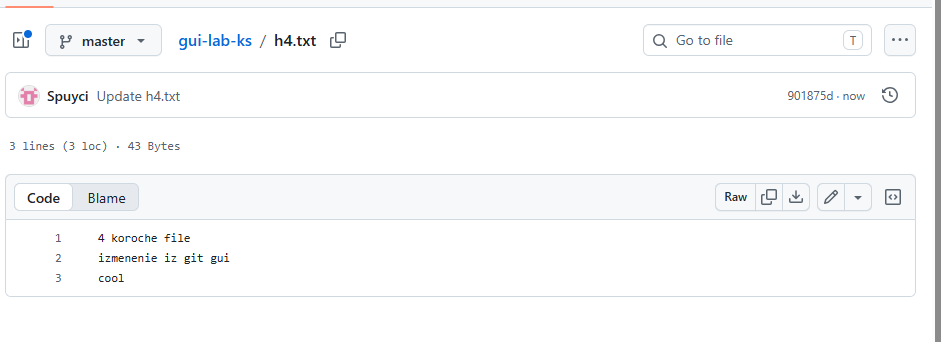 master
gui-lab-ks / h4.txt
Go to file
T
Spuyci Update h4.txt
901875d · now
3 lines (3 loc) · 43 Bytes
Code Blame
Raw
1 4 koroche file
2 izmenenie iz git gui
3 cool